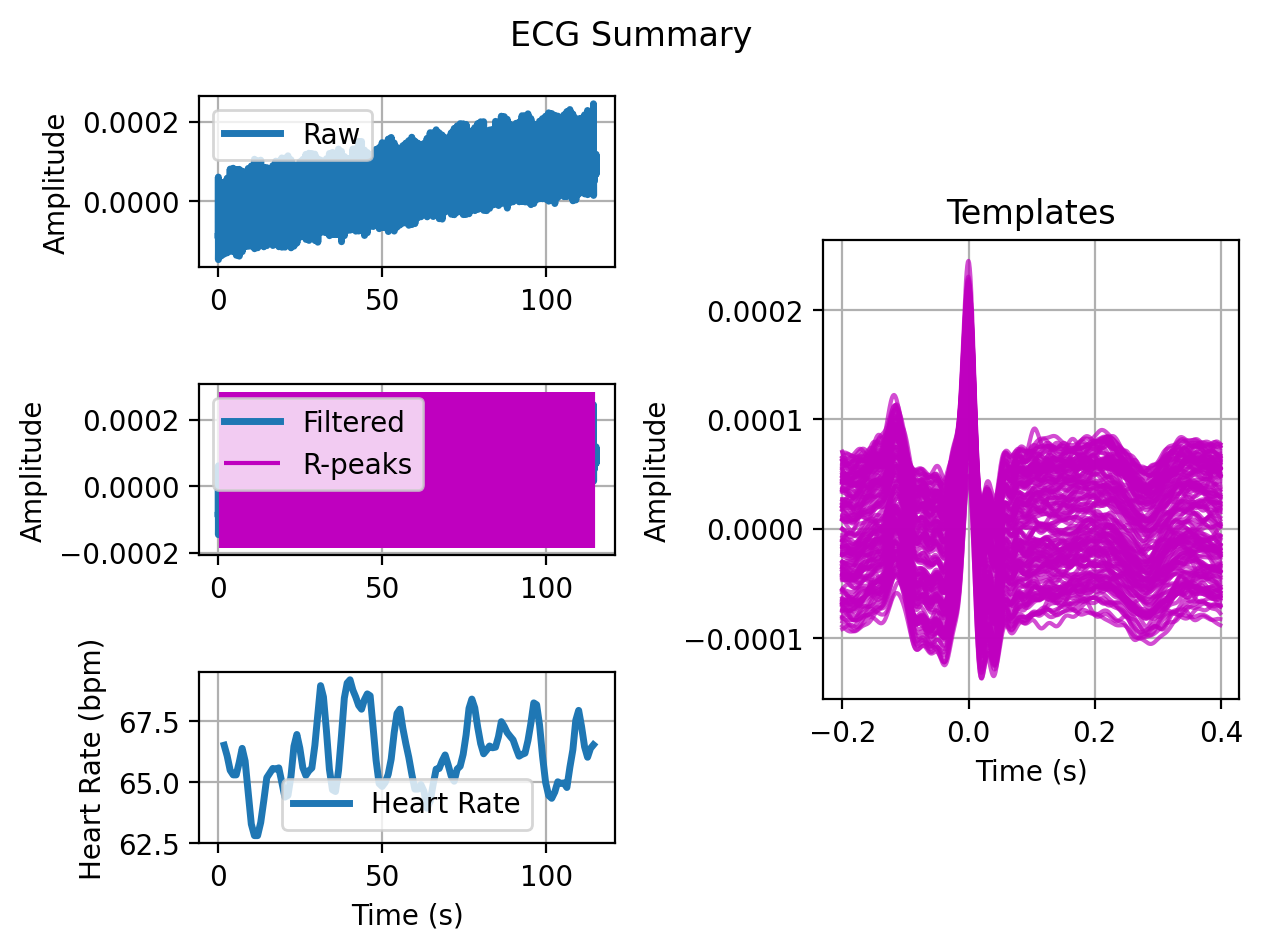 ECG Summary
Amplitude
0.0002
0.0000
Raw
0
50
100
Amplitude
0.0002
0.0000
−0.0002
Filtered
R-peaks
0
50
100
Heart Rate (bpm)
67.5
65.0
62.5
Heart Rate
0
50
100
Time (s)
Templates
Amplitude
0.0002
0.0001
0.0000
−0.0001
−0.2
0.0
0.2
0.4
Time (s)